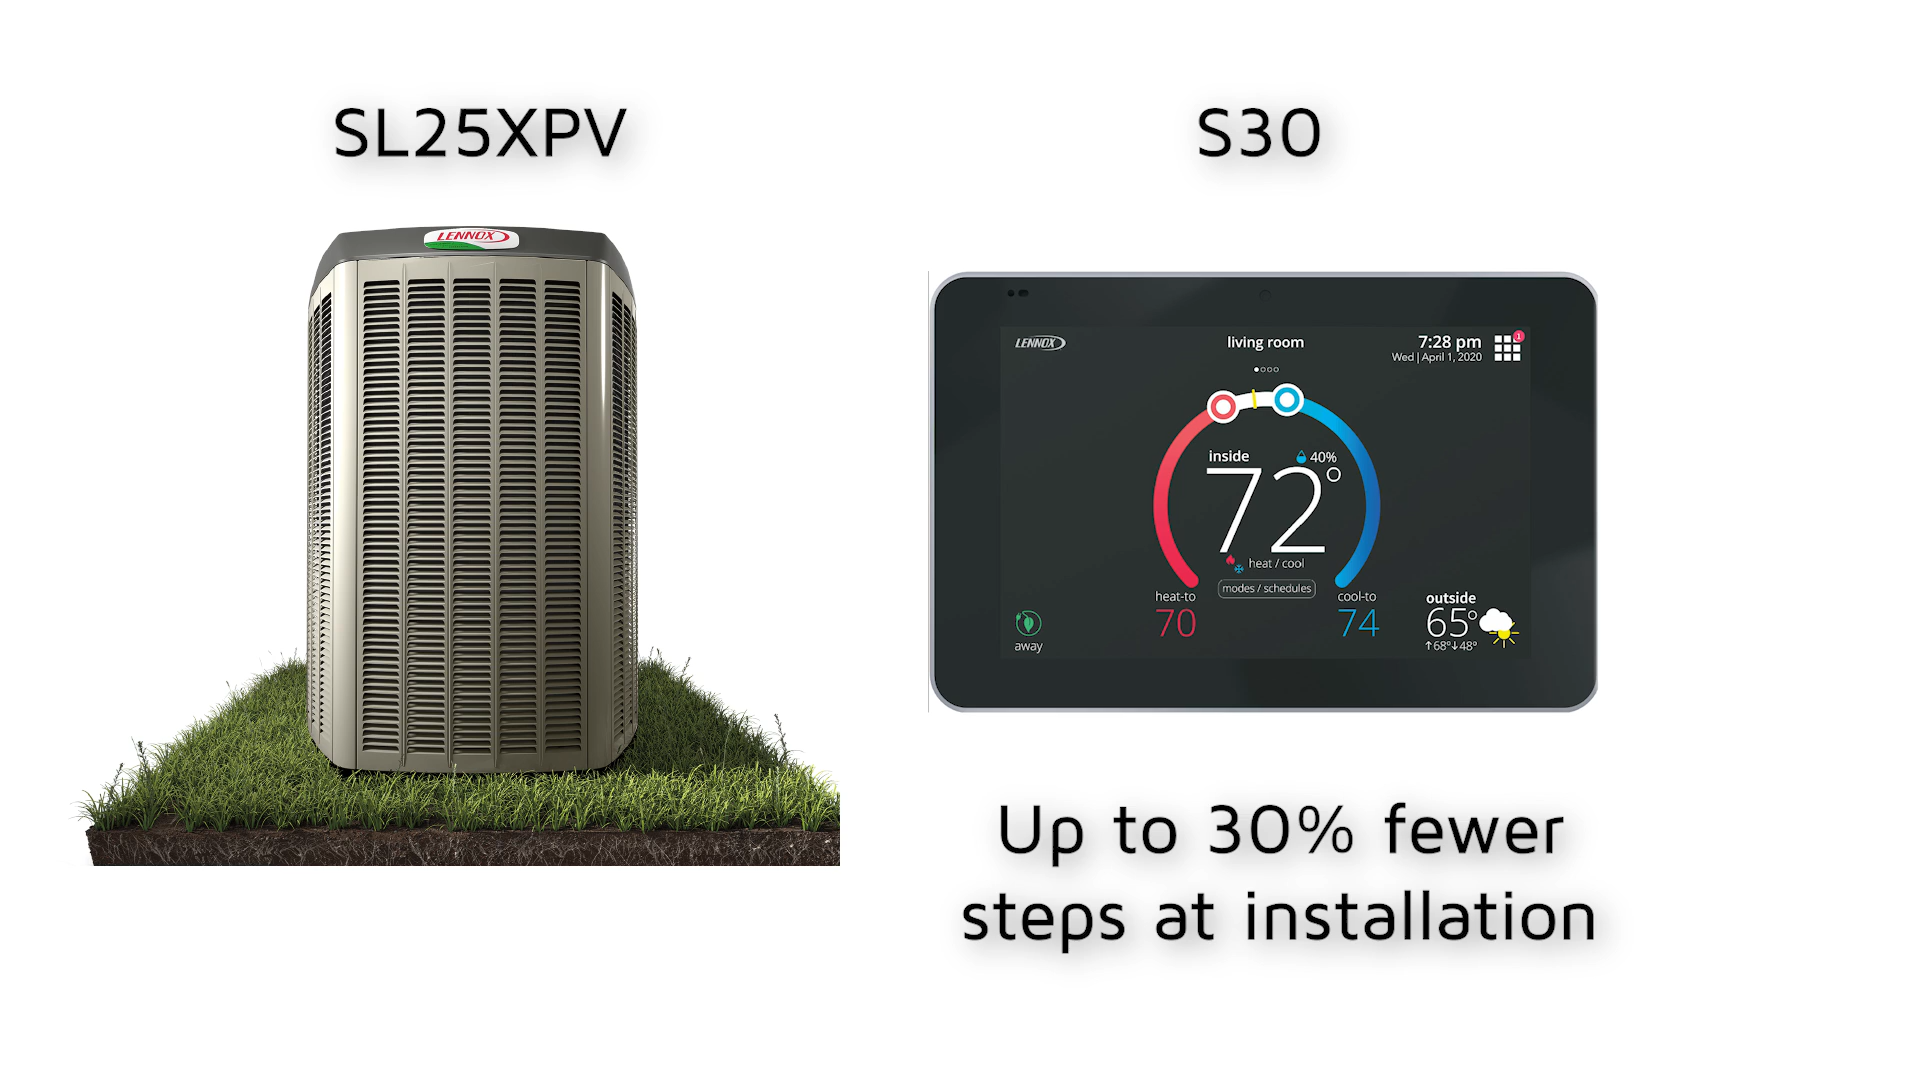 SL25XPV
S30
LENNOX
LENNOX
living room
7:28 pm
Wed | April 1, 2020
1
inside
40%
72°
heat / cool
modes / schedules
heat-to
70
cool-to
74
away
outside
65°
↑68°↓48°
Up to 30% fewer
steps at installation